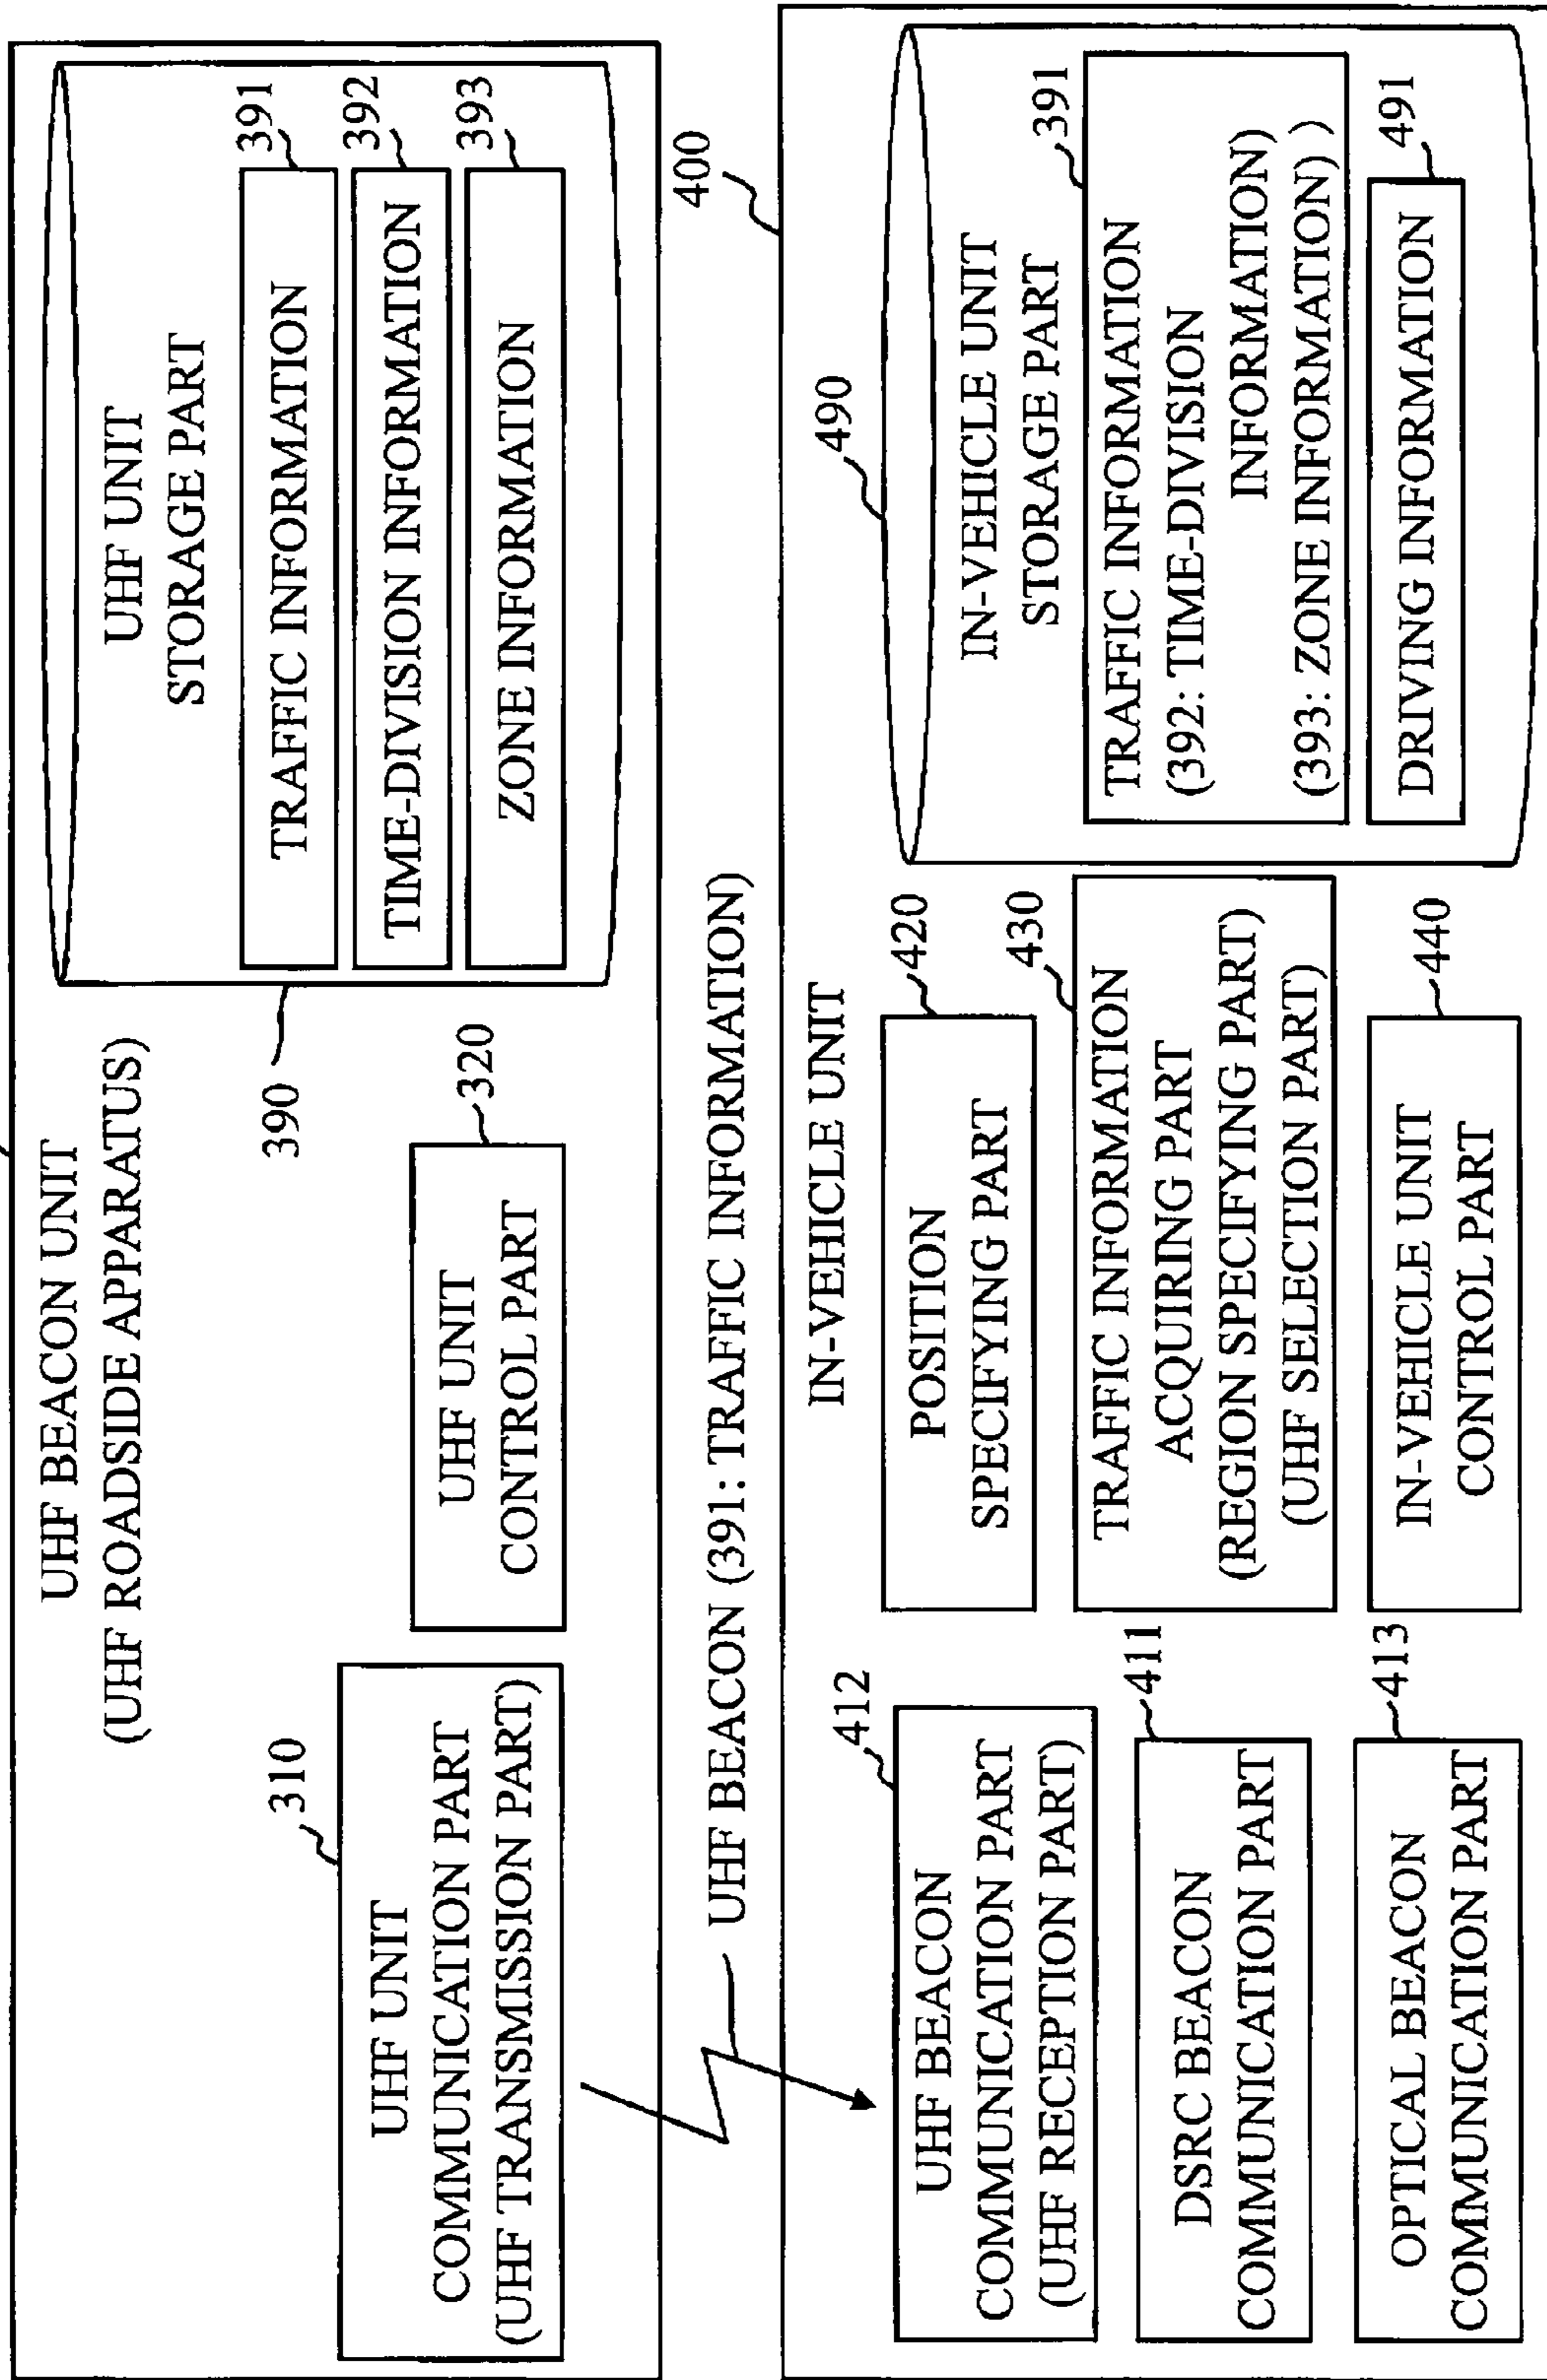 UHF BEACON UNIT
(UHF ROADSIDE APPARATUS)
310
UHF UNIT
COMMUNICATION PART
(UHF TRANSMISSION PART)
320
UHF UNIT
CONTROL PART
390
UHF UNIT
STORAGE PART
391
TRAFFIC INFORMATION
392
TIME-DIVISION INFORMATION
393
ZONE INFORMATION
UHF BEACON (391: TRAFFIC INFORMATION)
400
IN-VEHICLE UNIT
412
UHF BEACON
COMMUNICATION PART
(UHF RECEPTION PART)
411
DSRC BEACON
COMMUNICATION PART
413
OPTICAL BEACON
COMMUNICATION PART
420
POSITION
SPECIFYING PART
430
TRAFFIC INFORMATION
ACQUIRING PART
(REGION SPECIFYING PART)
(UHF SELECTION PART)
440
IN-VEHICLE UNIT
CONTROL PART
490
IN-VEHICLE UNIT
STORAGE PART
391
TRAFFIC INFORMATION
(392: TIME-DIVISION
INFORMATION)
(393: ZONE INFORMATION) )
491
DRIVING INFORMATION